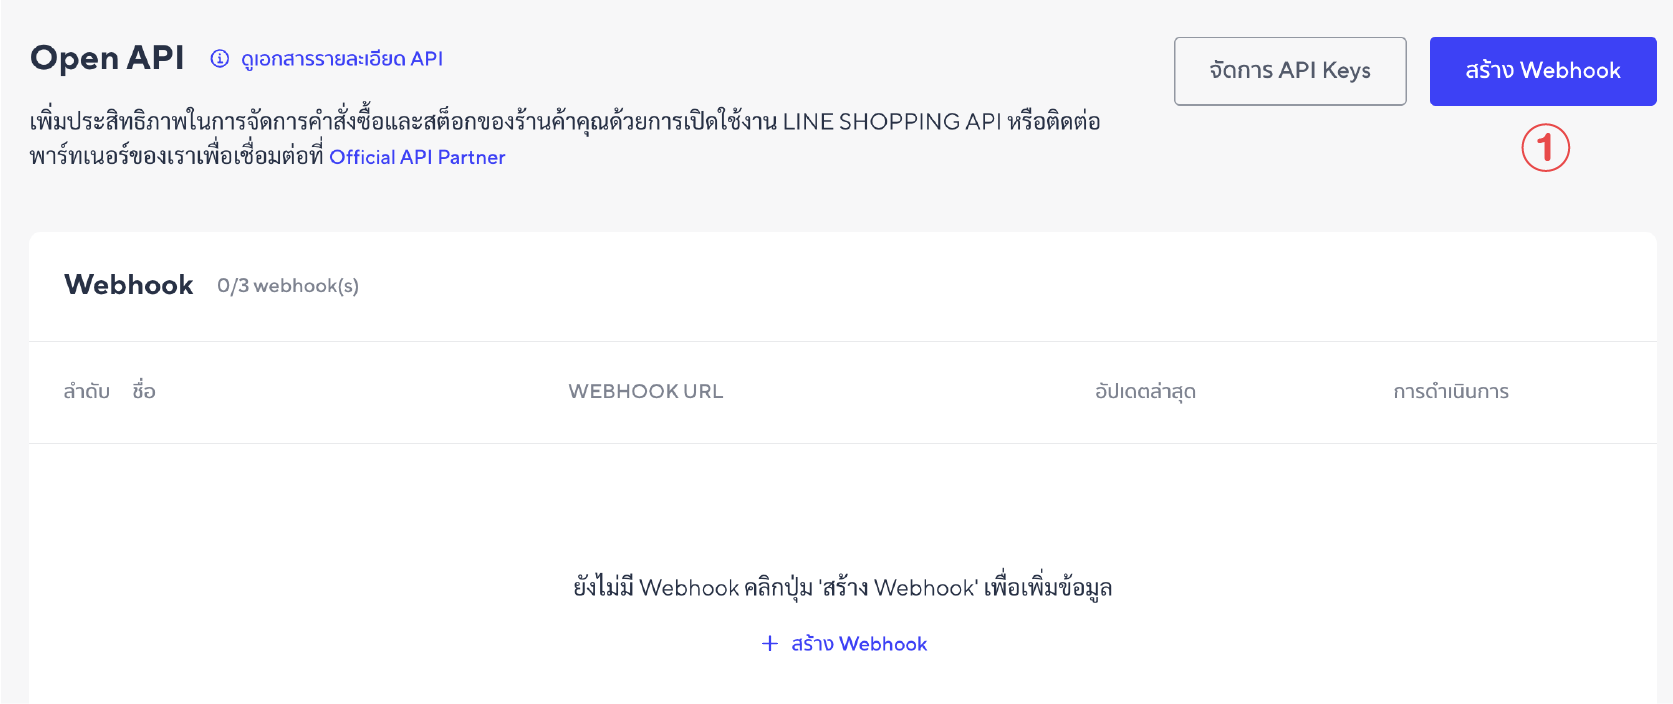 Open API ดูเอกสารรายละเอียด API จัดการ API Keys สร้าง Webhook
เพิ่มประสิทธิภาพในการจัดการคำสั่งซื้อและสต็อกของร้านค้าคุณด้วยการเปิดใช้งาน LINE SHOPPING API หรือติดต่อ
พาร์ทเนอร์ของเราเพื่อเชื่อมต่อที่ Official API Partner
1
Webhook 0/3 webhook(s)
ลำดับ ชื่อ WEBHOOK URL อัปเดตล่าสุด การดำเนินการ
ยังไม่มี Webhook คลิกปุ่ม 'สร้าง Webhook' เพื่อเพิ่มข้อมูล
+ สร้าง Webhook